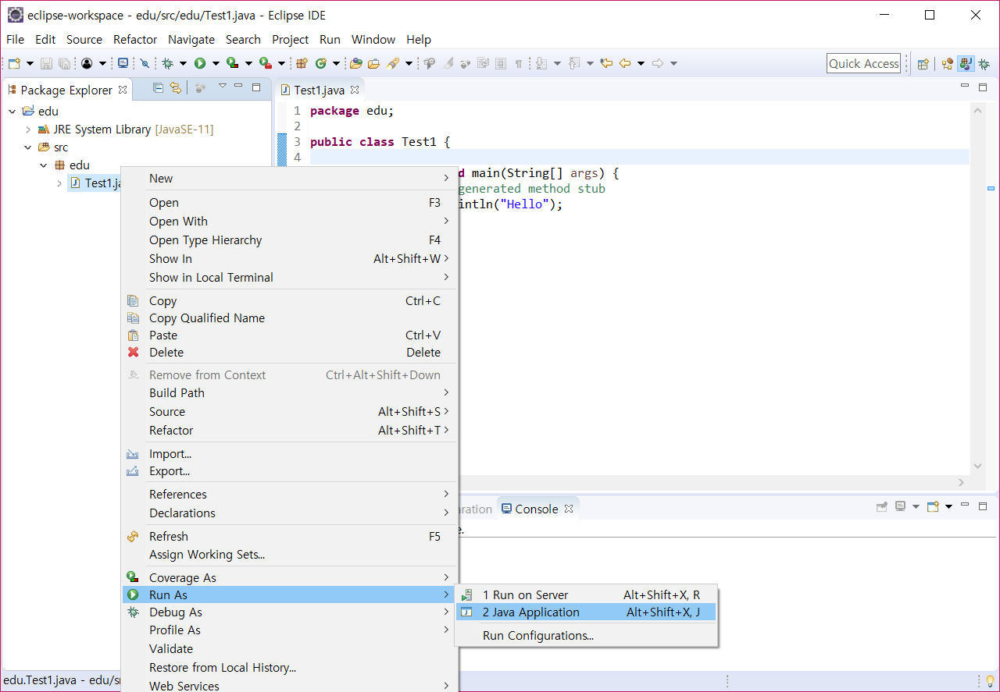 eclipse-workspace - edu/src/edu/Test1.java - Eclipse IDE
File Edit Source Refactor Navigate Search Project Run Window Help
Quick Access
Package Explorer
edu
JRE System Library [JavaSE-11]
src
edu
Test1.ja
Test1.java
1 package edu;
2
3 public class Test1 {
4
d main(String[] args) {
generated method stub
intln("Hello");
New
Open F3
Open With
Open Type Hierarchy F4
Show In Alt+Shift+W
Show in Local Terminal
Copy Ctrl+C
Copy Qualified Name
Paste Ctrl+V
Delete Delete
Remove from Context Ctrl+Alt+Shift+Down
Build Path
Source Alt+Shift+S
Refactor Alt+Shift+T
Import...
Export...
References
Declarations
Refresh F5
Assign Working Sets...
Coverage As
Run As
Debug As
Profile As
Validate
Restore from Local History...
Web Services
1 Run on Server Alt+Shift+X, R
2 Java Application Alt+Shift+X, J
Run Configurations...
aration Console
e.
edu.Test1.java - edu/sr